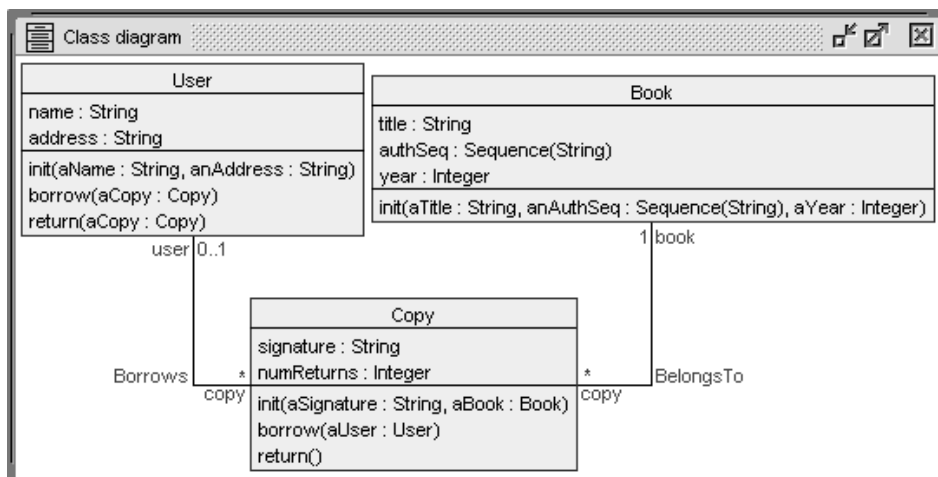 Class diagram
User
name : String
address : String
init(aName : String, anAddress : String)
borrow(aCopy : Copy)
return(aCopy : Copy)
Book
title : String
authSeq : Sequence(String)
year : Integer
init(aTitle : String, anAuthSeq : Sequence(String), aYear : Integer)
user 0..1
1 book
Copy
signature : String
numReturns : Integer
init(aSignature : String, aBook : Book)
borrow(aUser : User)
return()
Borrows
*
copy
*
copy
BelongsTo